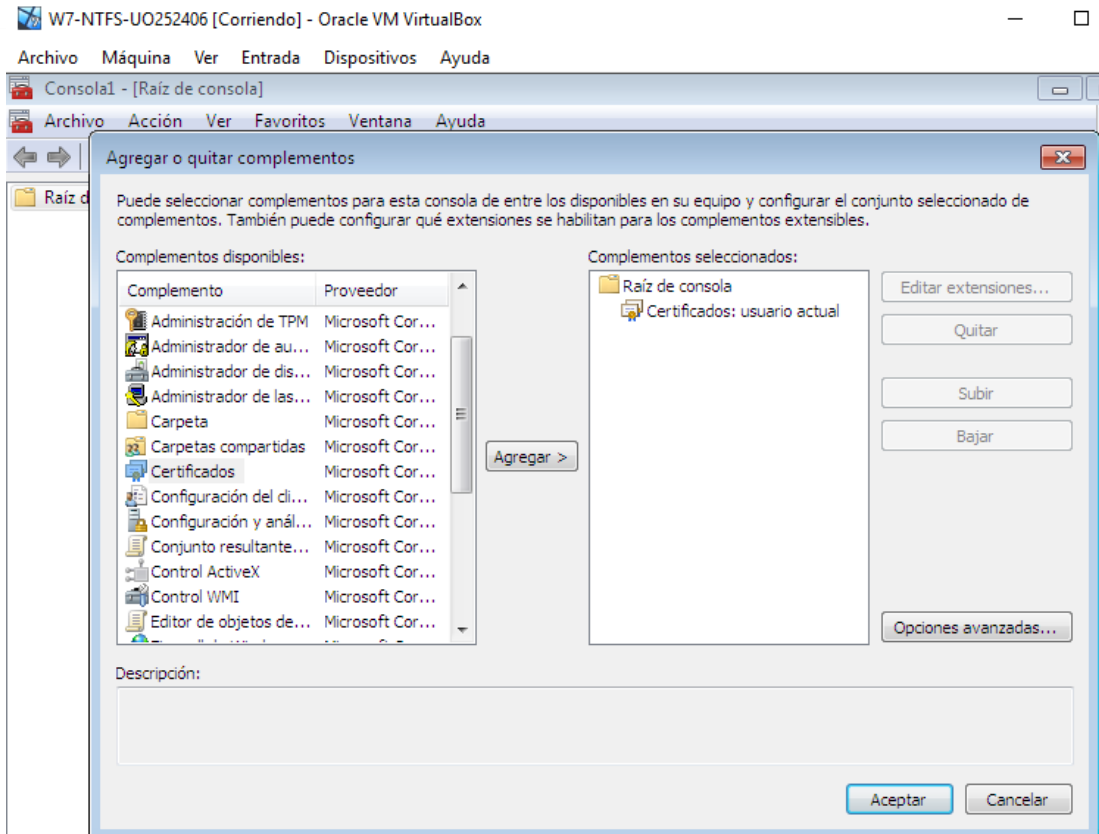 W7-NTFS-UO252406 [Corriendo] - Oracle VM VirtualBox
Archivo Máquina Ver Entrada Dispositivos Ayuda
Consola1 - [Raíz de consola]
Archivo Acción Ver Favoritos Ventana Ayuda
Agregar o quitar complementos
Raíz d
Puede seleccionar complementos para esta consola de entre los disponibles en su equipo y configurar el conjunto seleccionado de
complementos. También puede configurar qué extensiones se habilitan para los complementos extensibles.
Complementos disponibles:
Complemento Proveedor
Administración de TPM Microsoft Cor...
Administrador de au... Microsoft Cor...
Administrador de dis... Microsoft Cor...
Administrador de las... Microsoft Cor...
Carpeta Microsoft Cor...
Carpetas compartidas Microsoft Cor...
Certificados Microsoft Cor...
Configuración del cli... Microsoft Cor...
Configuración y anál... Microsoft Cor...
Conjunto resultante... Microsoft Cor...
Control ActiveX Microsoft Cor...
Control WMI Microsoft Cor...
Editor de objetos de... Microsoft Cor...
Agregar >
Complementos seleccionados:
Raíz de consola
Certificados: usuario actual
Editar extensiones...
Quitar
Subir
Bajar
Opciones avanzadas...
Descripción:
Aceptar Cancelar